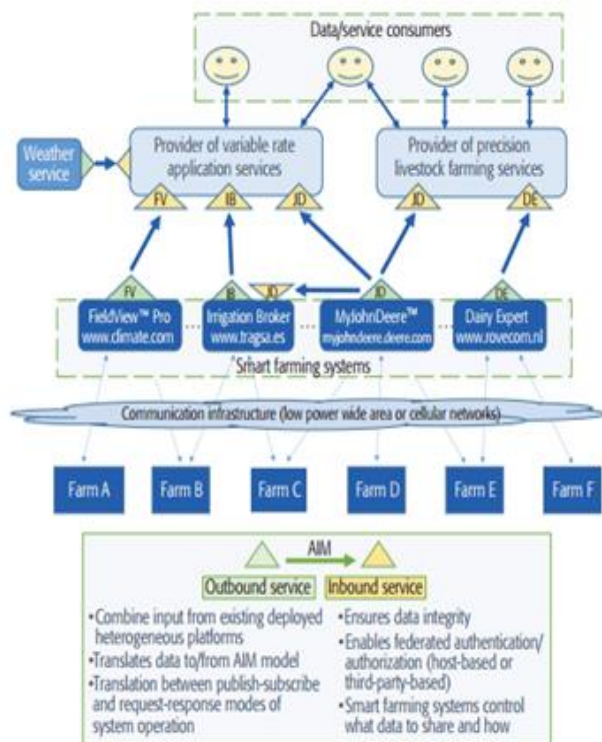 Data/service consumers
Weather
service
Provider of variable rate
application services
Provider of precision
livestock farming services
FV
IB
JD
JD
DE
FV
IB
JD
JD
DE
FieldView™ Pro
www.climate.com
Irrigation Broker
www.tragsa.es
MyJohnDeere™
myjohndeere.deere.com
Dairy Expert
www.rovecom.nl
Smart farming systems
Communication infrastructure (low power wide area or cellular networks)
Farm A
Farm B
Farm C
Farm D
Farm E
Farm F
AIM
Outbound service
Inbound service
•Combine input from existing deployed
heterogeneous platforms
•Translates data to/from AIM model
•Translation between publish-subscribe
and request-response modes of
system operation
•Ensures data integrity
•Enables federated authentication/
authorization (host-based or
third-party-based)
•Smart farming systems control
what data to share and how